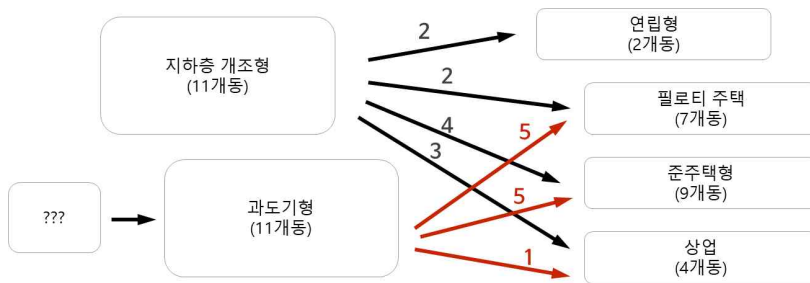 지하층 개조형
(11개동)
2
2
4
3
연립형
(2개동)
필로티 주택
(7개동)
???
과도기형
(11개동)
5
5
1
준주택형
(9개동)
상업
(4개동)